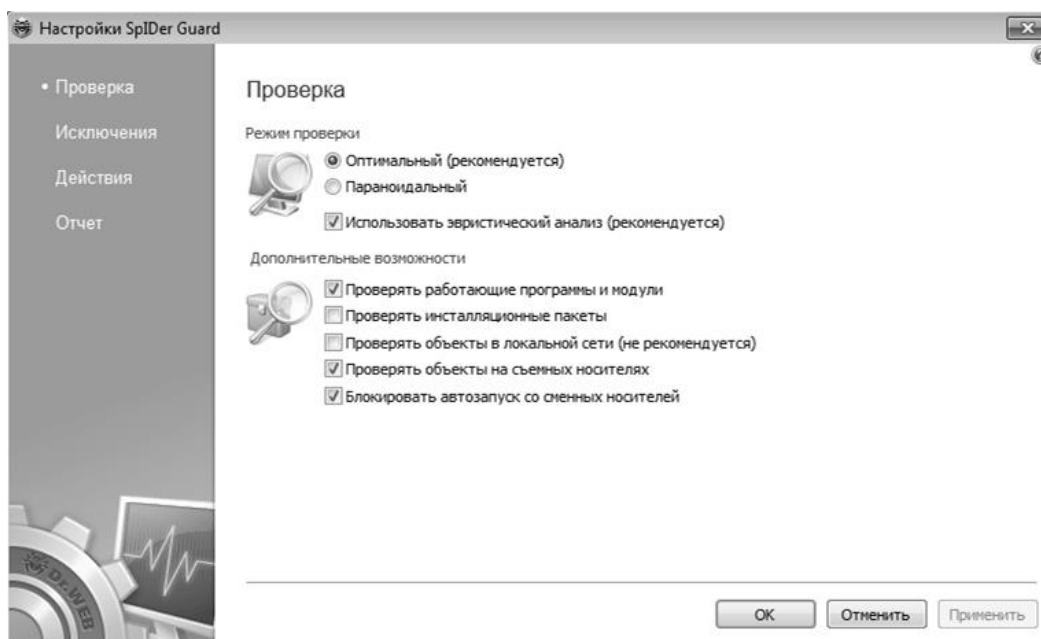 Настройки SpIDer Guard
Проверка
Исключения
Действия
Отчет
Проверка
Режим проверки
Оптимальный (рекомендуется)
Параноидальный
Использовать эвристический анализ (рекомендуется)
Дополнительные возможности
Проверять работающие программы и модули
Проверять инсталляционные пакеты
Проверять объекты в локальной сети (не рекомендуется)
Проверять объекты на съемных носителях
Блокировать автозапуск со сменных носителей
Dr.WEB
OK
Отменить
Применить